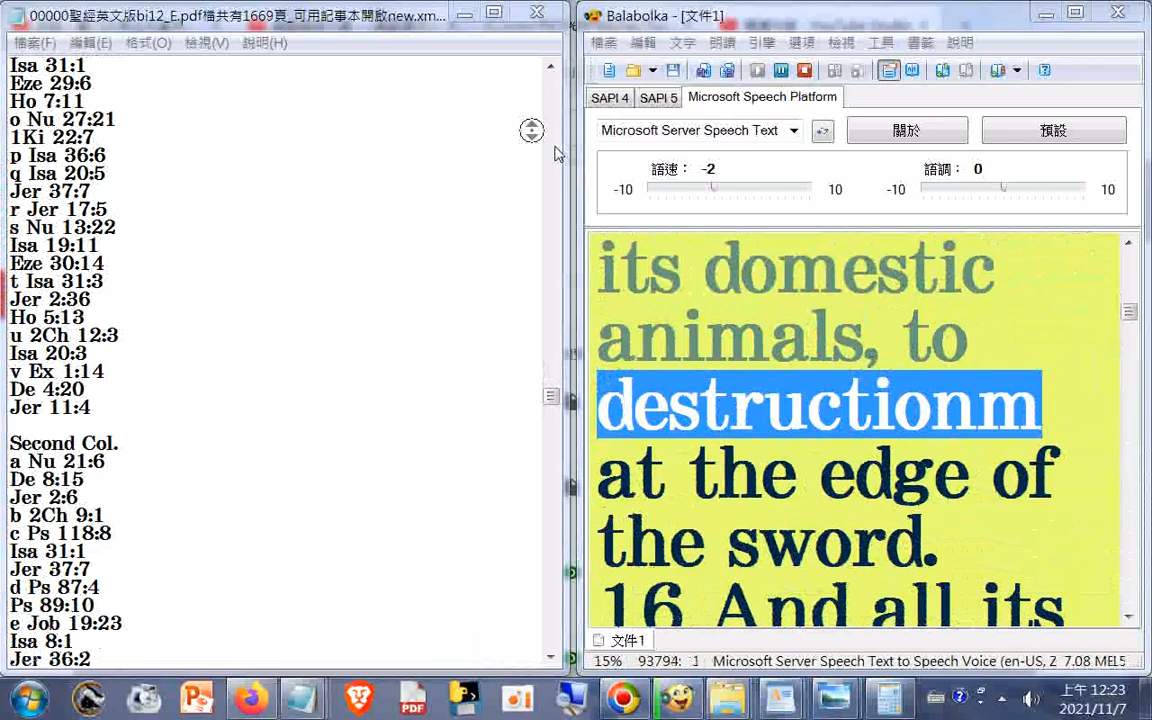 00000聖經英文版bi12_E.pdf檔共有1669頁_可用記事本開啟new.xm...
檔案(F) 編輯(E) 格式(O) 檢視(V) 說明(H)
Isa 31:1
Eze 29:6
Ho 7:11
o Nu 27:21
1Ki 22:7
p Isa 36:6
q Isa 20:5
Jer 37:7
r Jer 17:5
s Nu 13:22
Isa 19:11
Eze 30:14
t Isa 31:3
Jer 2:36
Ho 5:13
u 2Ch 12:3
Isa 20:3
v Ex 1:14
De 4:20
Jer 11:4
Second Col.
a Nu 21:6
De 8:15
Jer 2:6
b 2Ch 9:1
c Ps 118:8
Isa 31:1
Jer 37:7
d Ps 87:4
Ps 89:10
e Job 19:23
Isa 8:1
Jer 36:2
Balabolka - [文件1]
檔案 編輯 文字 朗讀 引擎 選項 檢視 工具 書籤 說明
SAPI 4 SAPI 5 Microsoft Speech Platform
Microsoft Server Speech Text 關於 預設
語速： -2 語調： 0
-10 10 -10 10
its domestic
animals, to
destructionm
at the edge of
the sword.
16 And all its
文件1
15% 93794: 1 Microsoft Server Speech Text to Speech Voice (en-US, Z 7.08 ME
上午 12:23
2021/11/7